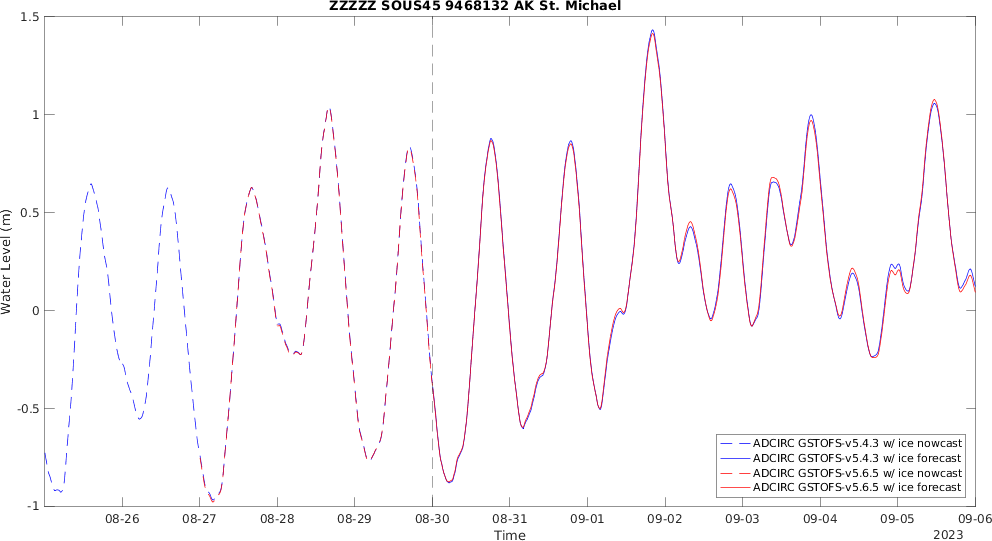 ZZZZZ SOUS45 9468132 AK St. Michael
1.5
1
0.5
0
-0.5
-1
Water Level (m)
ADCIRC GSTOFS-v5.4.3 w/ ice nowcast
ADCIRC GSTOFS-v5.4.3 w/ ice forecast
ADCIRC GSTOFS-v5.6.5 w/ ice nowcast
ADCIRC GSTOFS-v5.6.5 w/ ice forecast
08-26 08-27 08-28 08-29 08-30 08-31 09-01 09-02 09-03 09-04 09-05 09-06
Time
2023